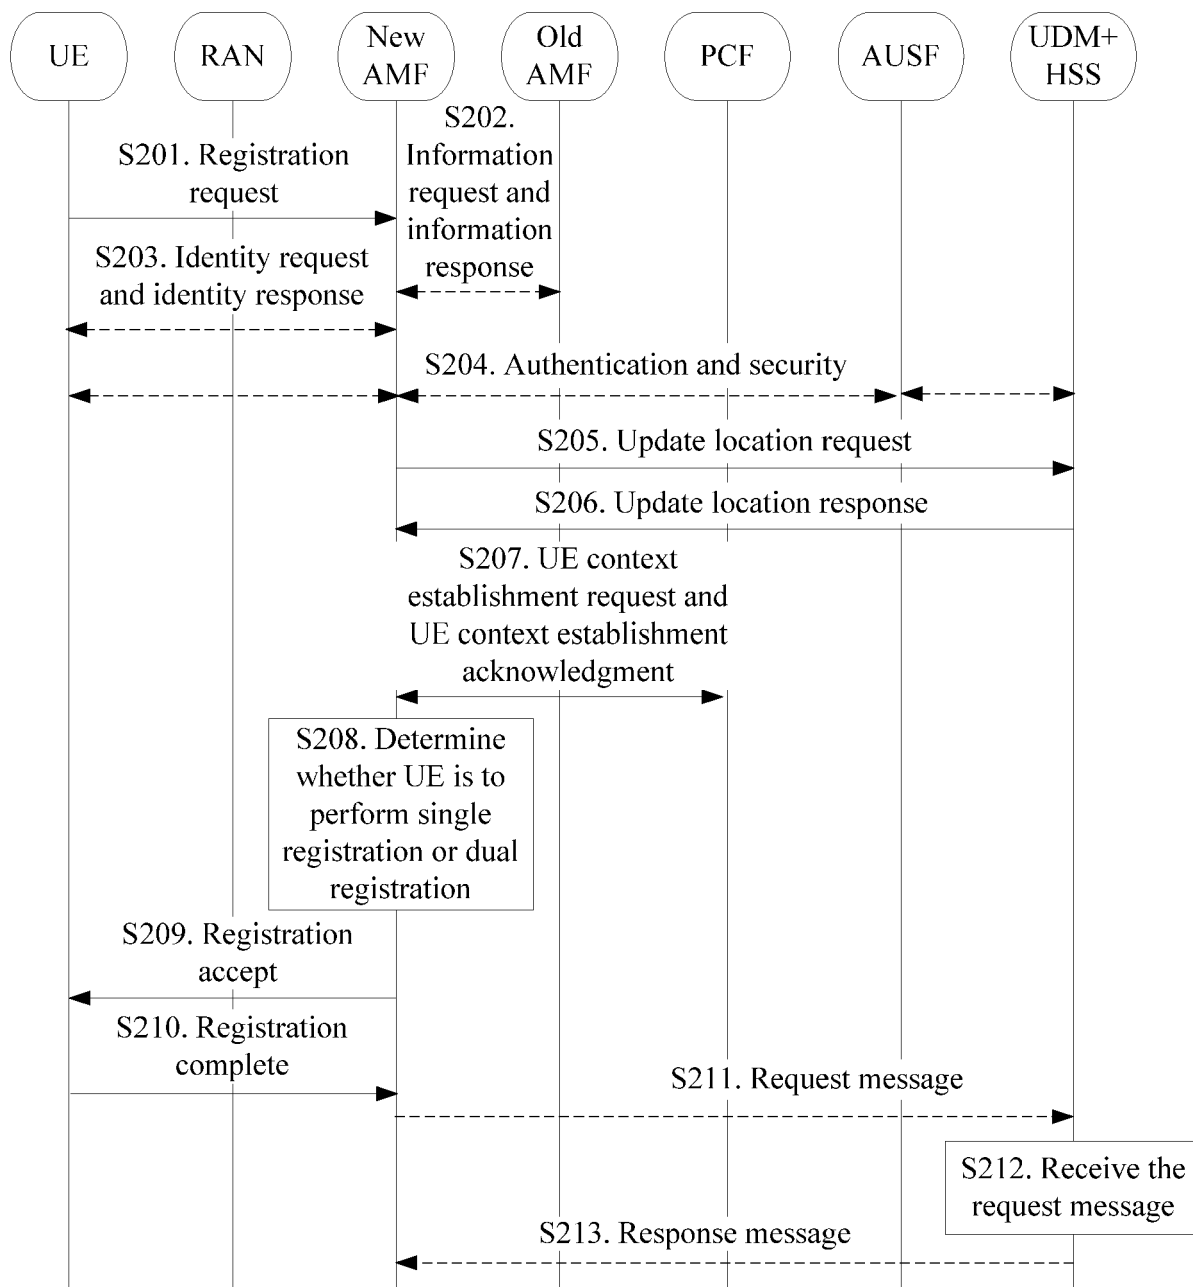 UE
RAN
New
AMF
Old
AMF
PCF
AUSF
UDM+
HSS
S201. Registration
request
S202.
Information
request and
information
response
S203. Identity request
and identity response
S204. Authentication and security
S205. Update location request
S206. Update location response
S207. UE context
establishment request and
UE context establishment
acknowledgment
S208. Determine
whether UE is to
perform single
registration or dual
registration
S209. Registration
accept
S210. Registration
complete
S211. Request message
S212. Receive the
request message
S213. Response message